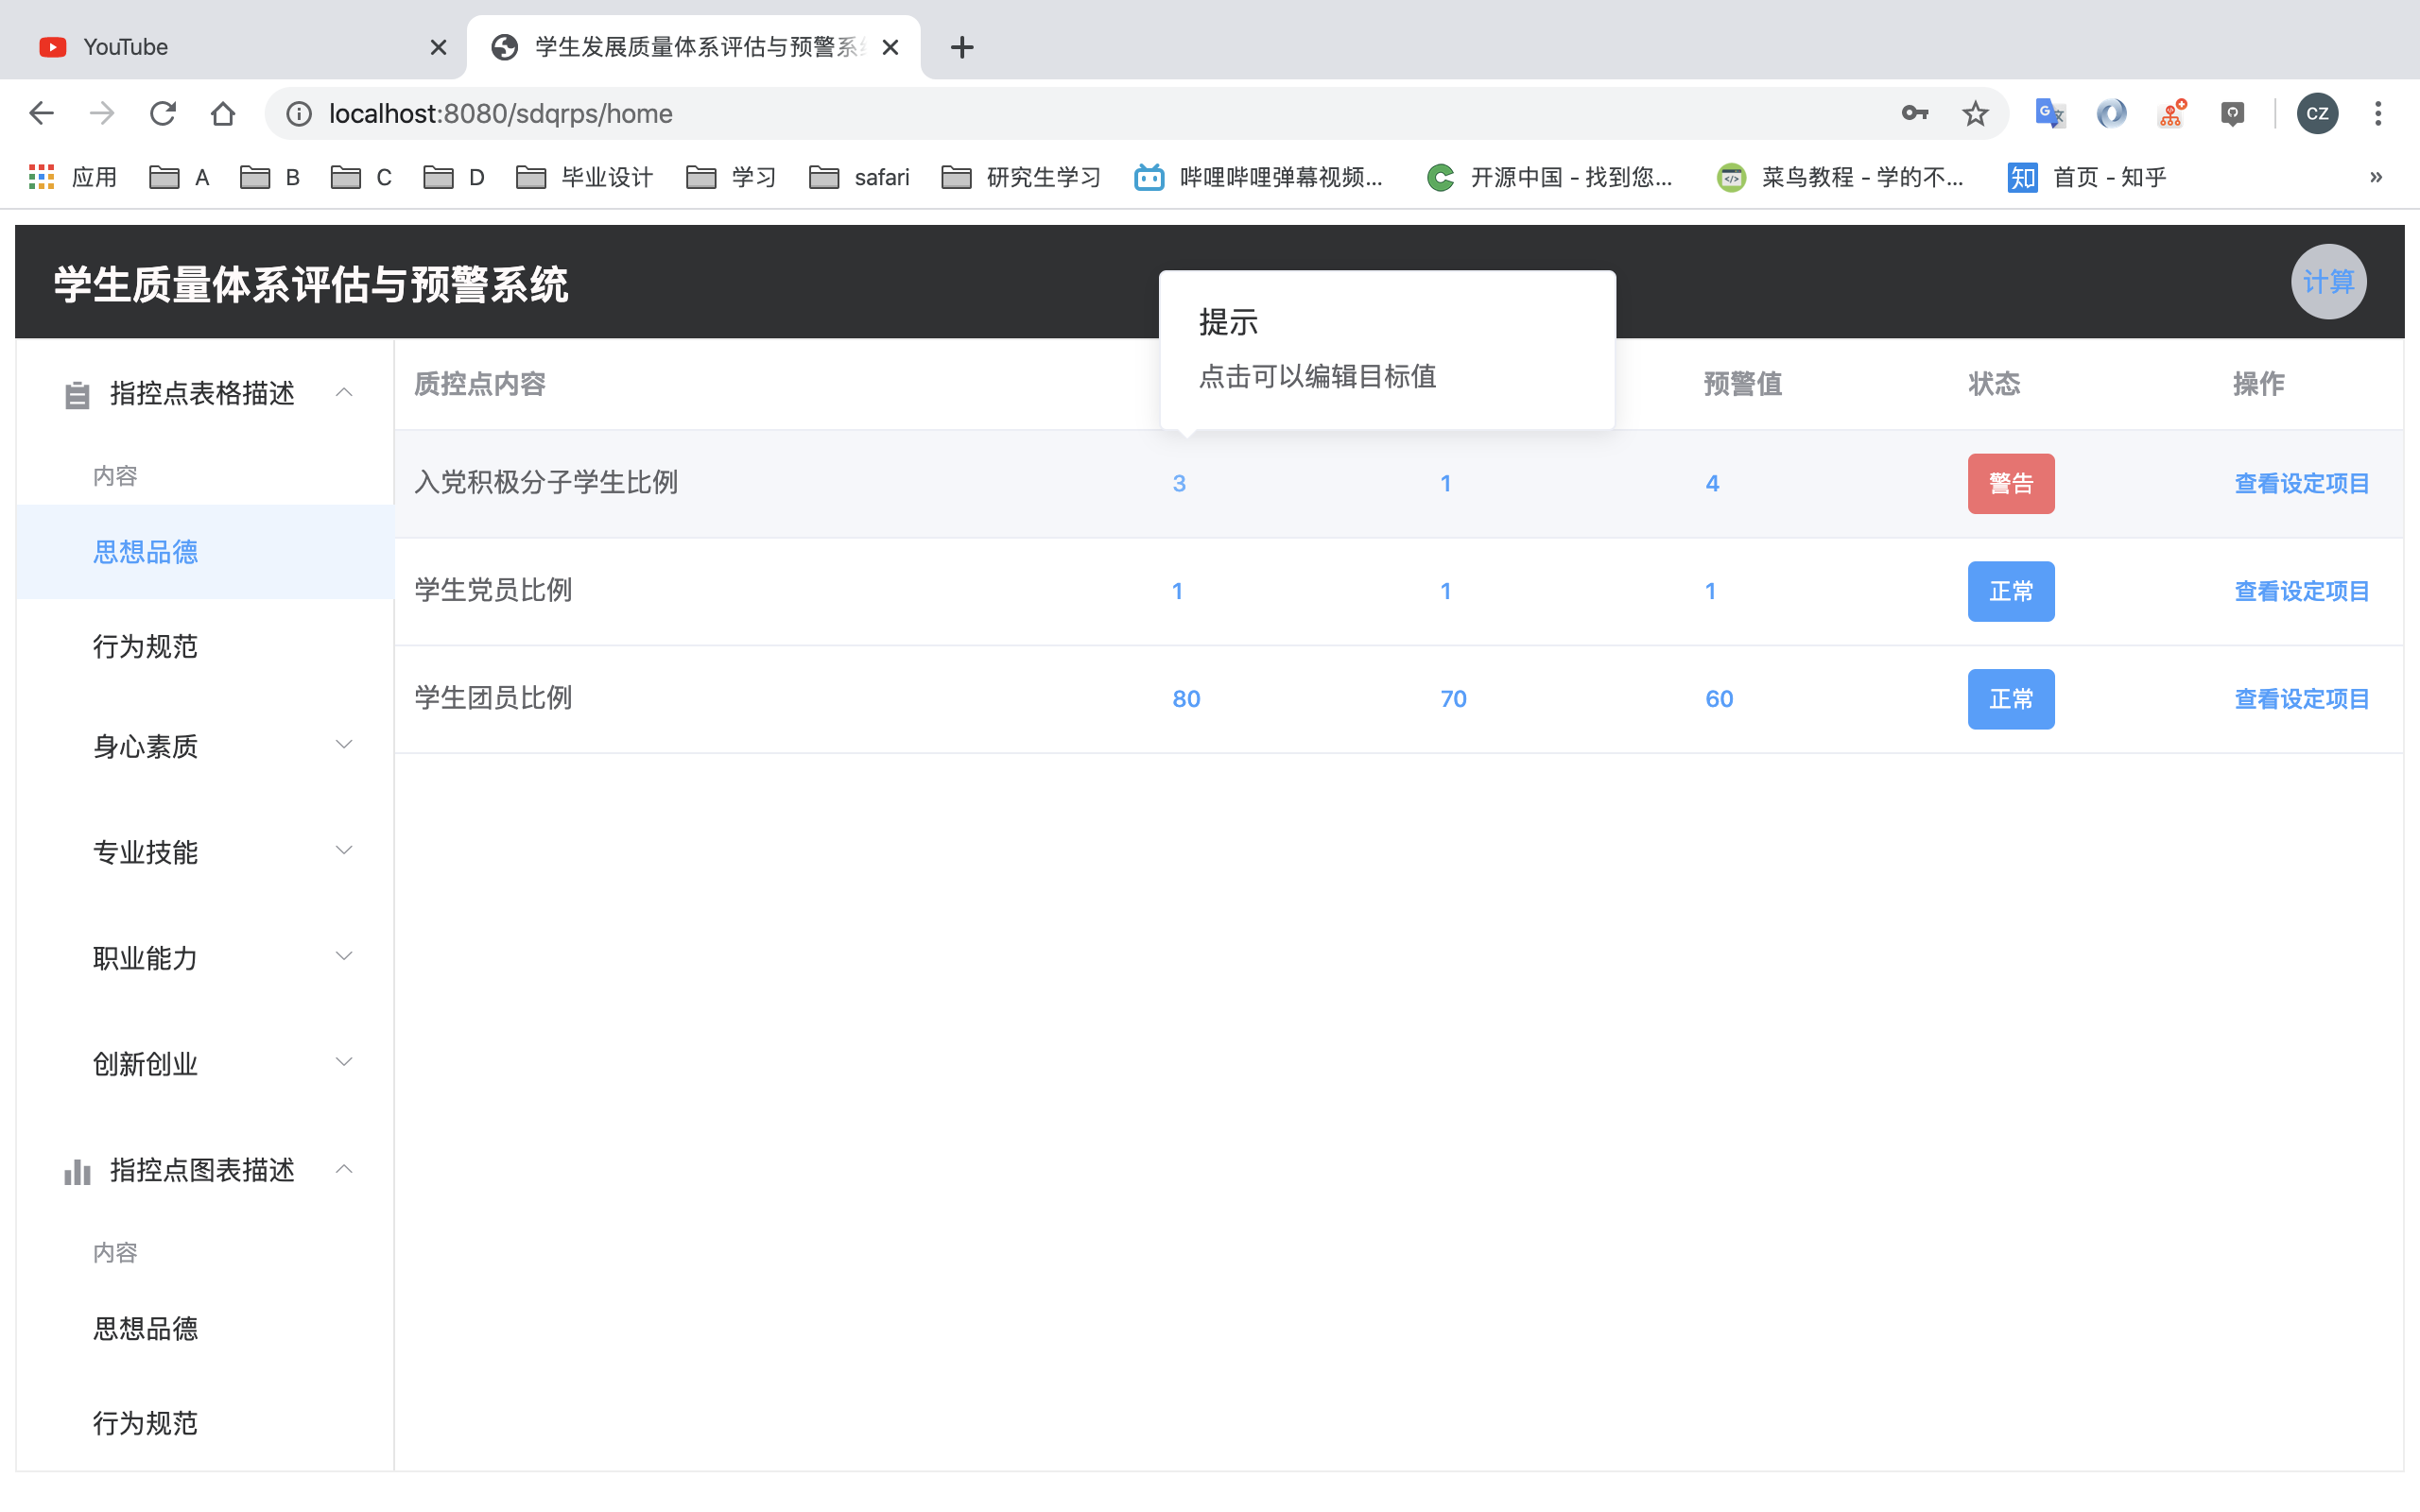 YouTube
学生发展质量体系评估与预警系
localhost:8080/sdqrps/home
CZ
应用 A B C D 毕业设计 学习 safari 研究生学习 哔哩哔哩弹幕视频... 开源中国 - 找到您... 菜鸟教程 - 学的不... 知 首页 - 知乎 »
学生质量体系评估与预警系统
计算
提示
点击可以编辑目标值
指控点表格描述
内容
思想品德
行为规范
身心素质
专业技能
职业能力
创新创业
指控点图表描述
内容
思想品德
行为规范
质控点内容 预警值 状态 操作
入党积极分子学生比例 3 1 4 警告 查看设定项目
学生党员比例 1 1 1 正常 查看设定项目
学生团员比例 80 70 60 正常 查看设定项目